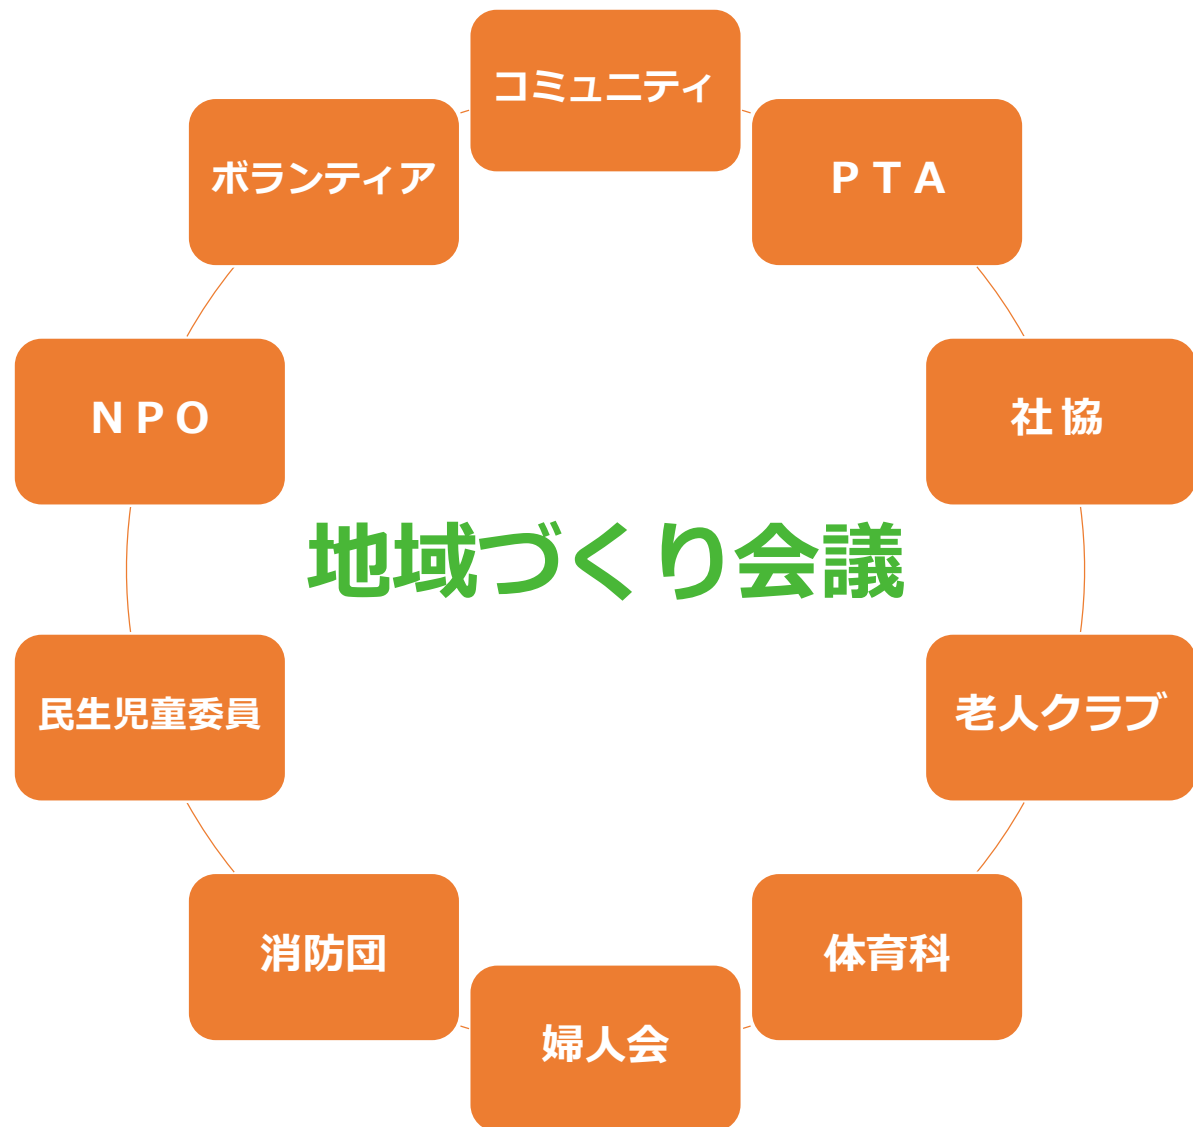 コミュニティ
ＰＴＡ
社協
老人クラブ
体育科
婦人会
消防団
民生児童委員
ＮＰＯ
ボランティア
地域づくり会議